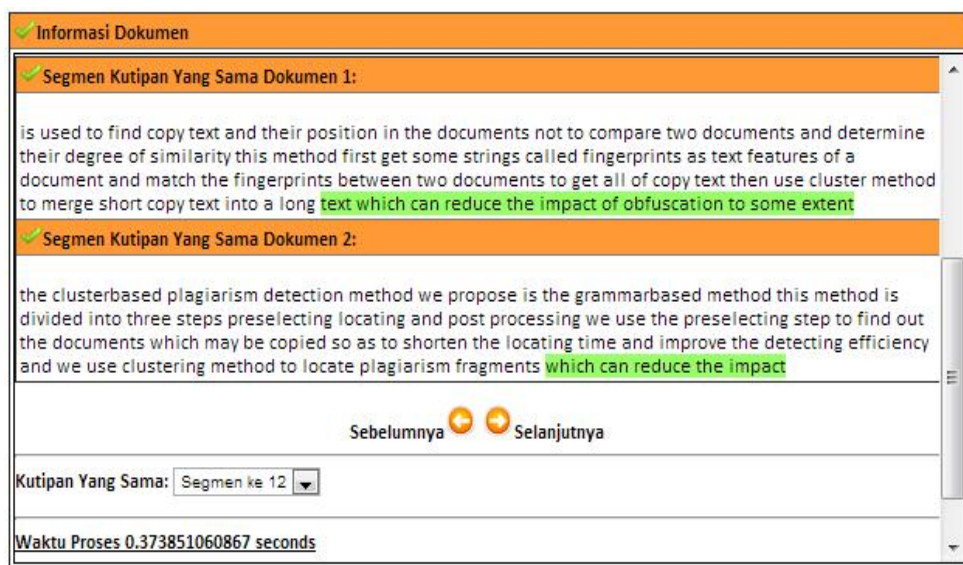 Informasi Dokumen
Segmen Kutipan Yang Sama Dokumen 1:
is used to find copy text and their position in the documents not to compare two documents and determine
their degree of similarity this method first get some strings called fingerprints as text features of a
document and match the fingerprints between two documents to get all of copy text then use cluster method
to merge short copy text into a long text which can reduce the impact of obfuscation to some extent
Segmen Kutipan Yang Sama Dokumen 2:
the clusterbased plagiarism detection method we propose is the grammarbased method this method is
divided into three steps preselecting locating and post processing we use the preselecting step to find out
the documents which may be copied so as to shorten the locating time and improve the detecting efficiency
and we use clustering method to locate plagiarism fragments which can reduce the impact
Sebelumnya Selanjutnya
Kutipan Yang Sama: Segmen ke 12
Waktu Proses 0.373851060867 seconds